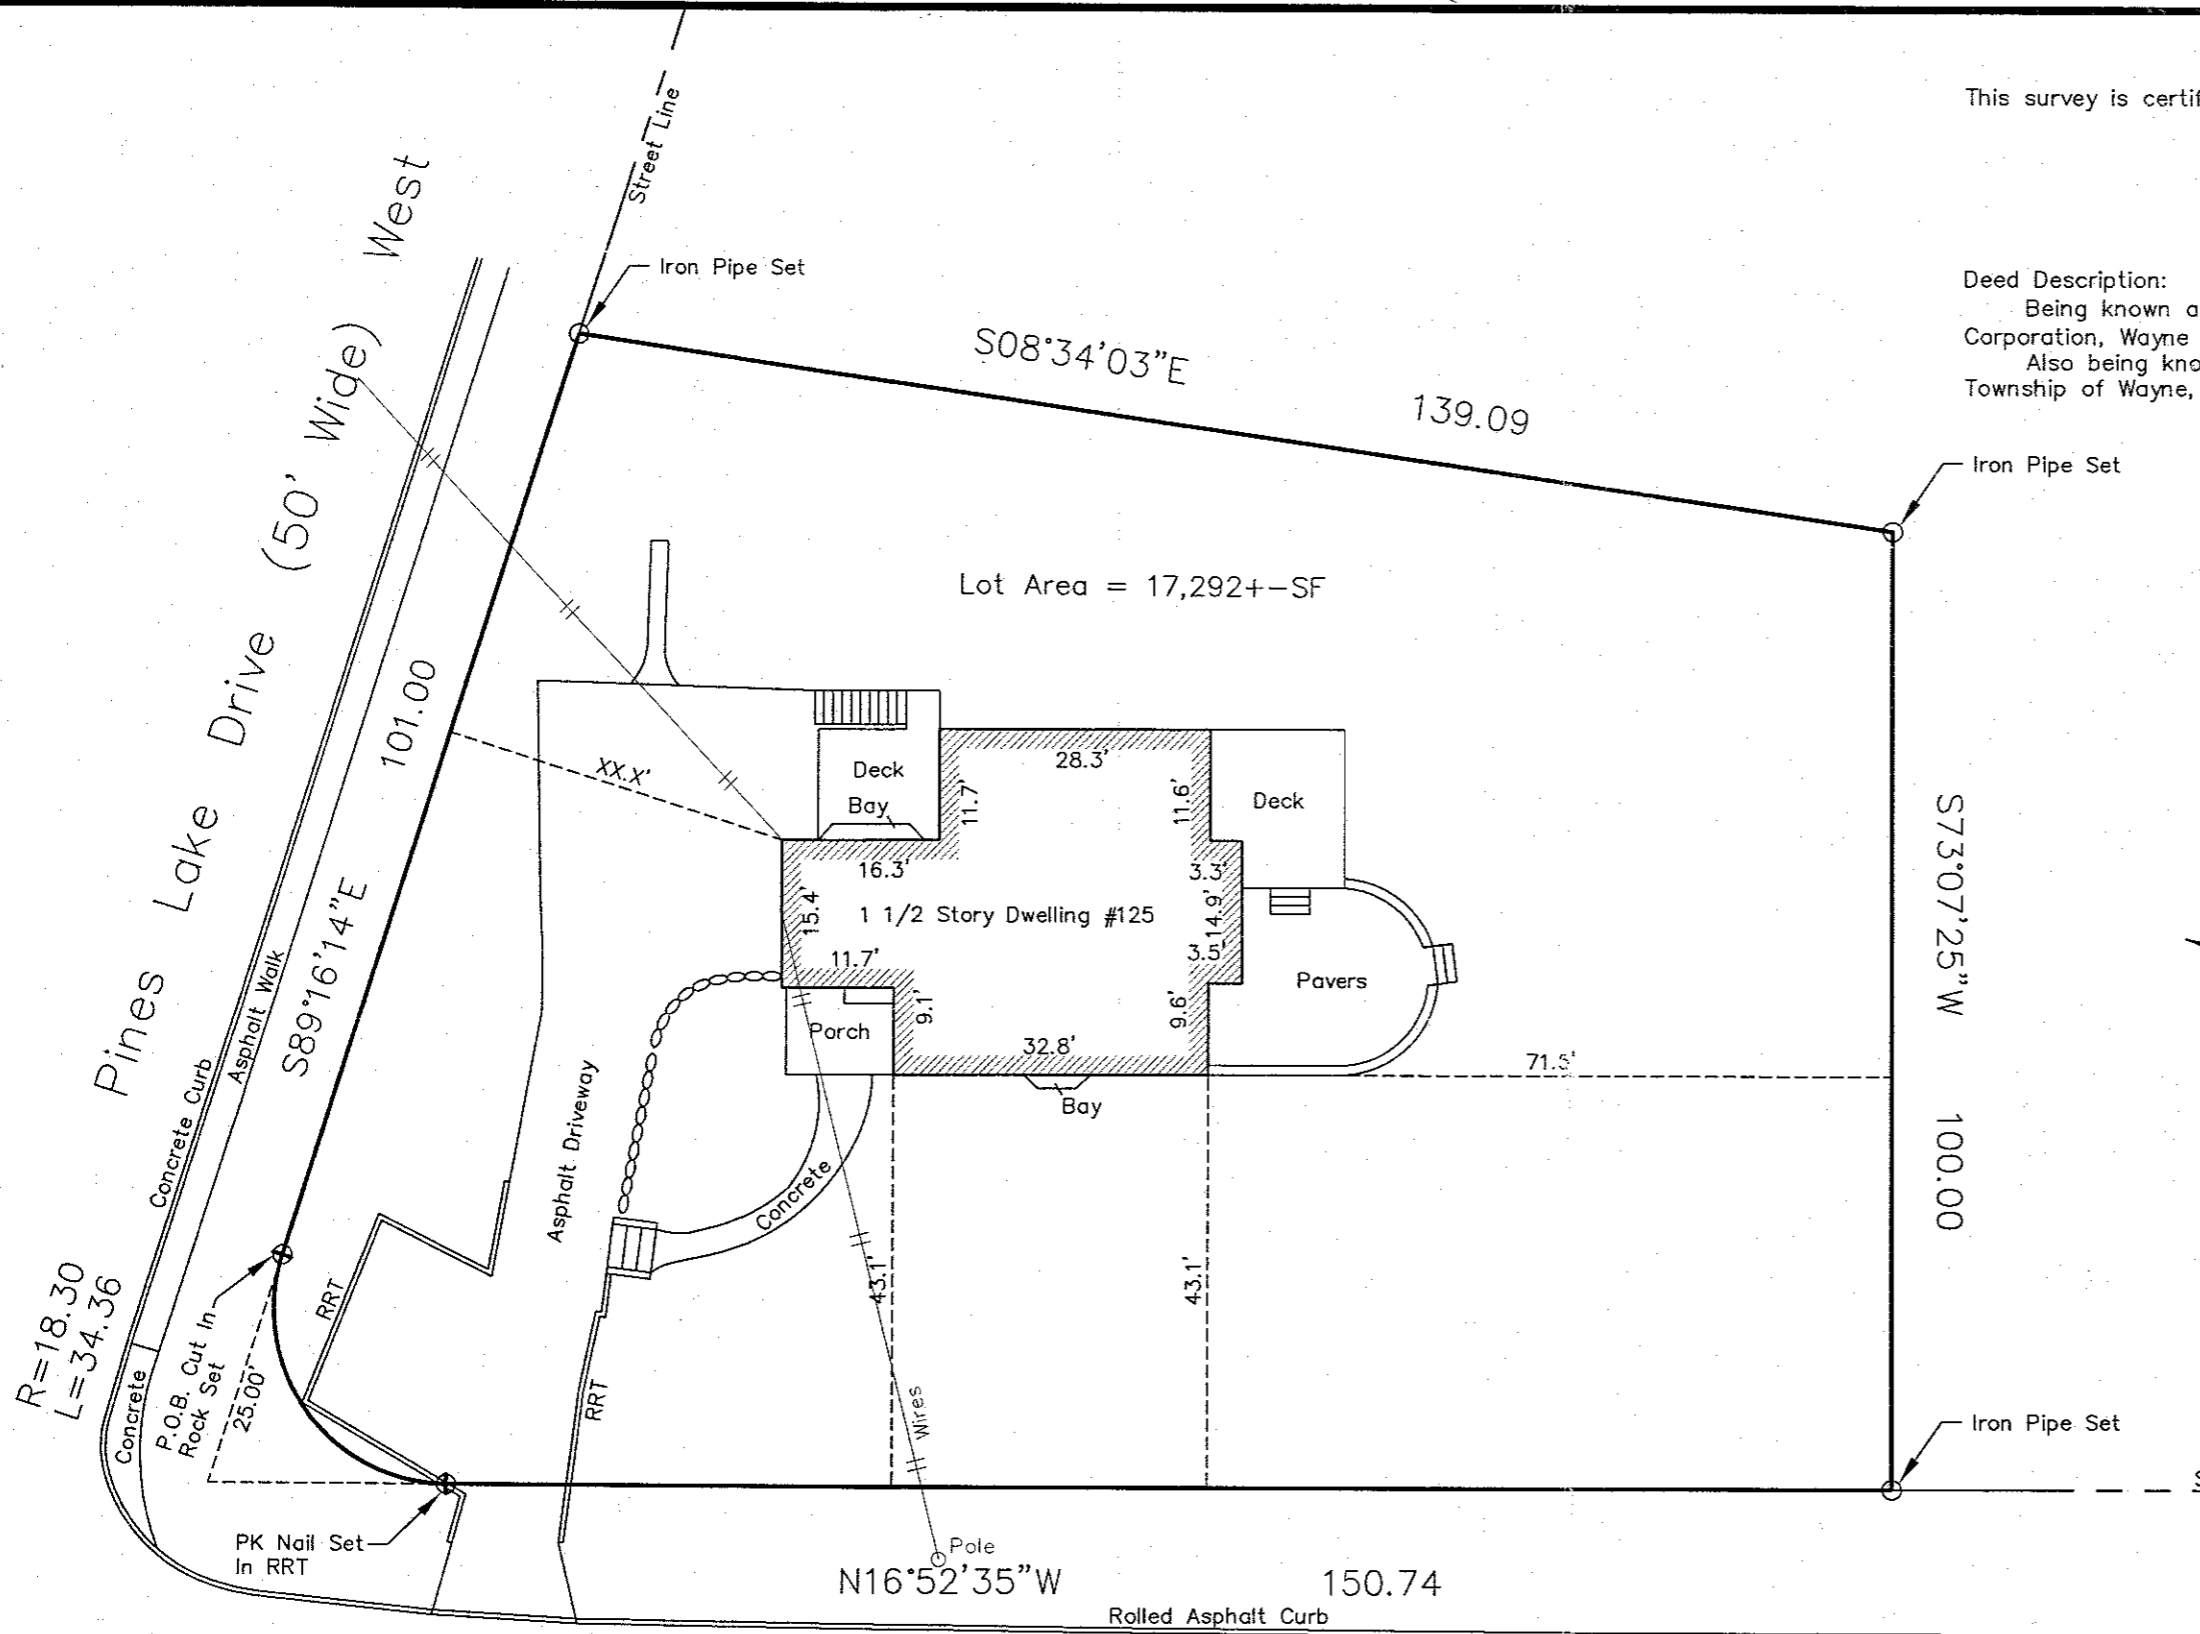 This survey is certif
Street Line
Pines Lake Drive (50' Wide) West
Iron Pipe Set
S08°34'03"E
139.09
Deed Description:
Being known a
Corporation, Wayne
Also being kno
Township of Wayne,
Iron Pipe Set
Lot Area = 17,292+-SF
101.00
S89°16'14"E
XX.X'
Deck
Bay
28.3'
11.7'
11.6'
Deck
16.3'
3.3'
15.4'
1 1/2 Story Dwelling #125
14.9'
11.7'
3.5'
Pavers
9.1'
9.6'
Porch
32.8'
Bay
71.5'
S73°07'25"W
100.00
Asphalt Walk
Concrete Curb
Asphalt Driveway
Concrete
43.1'
43.1'
R=18.30
L=34.36
Concrete
P.O.B. Cut In
Rock Set
25.00'
RRT
RRT
Wires
Iron Pipe Set
PK Nail Set
In RRT
Pole
N16°52'35"W
150.74
Rolled Asphalt Curb